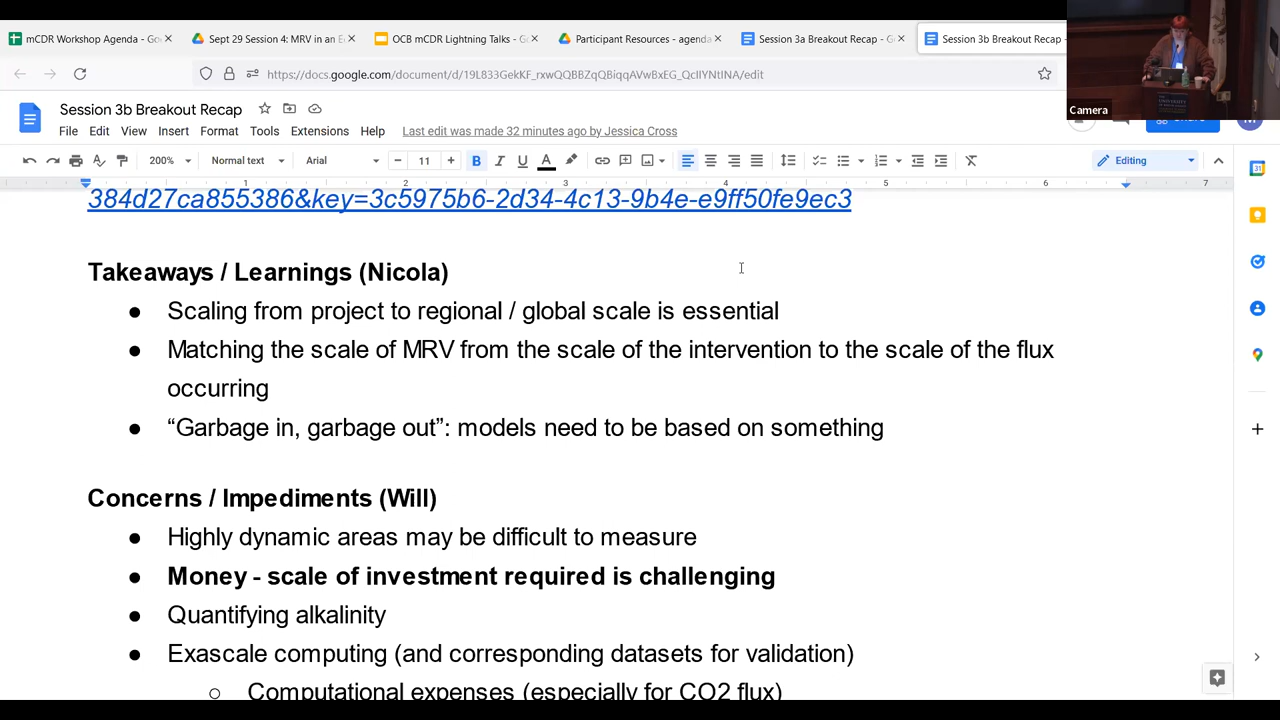 mCDR Workshop Agenda - Go
Sept 29 Session 4: MRV in an E
OCB mCDR Lightning Talks - G
Participant Resources - agenda
Session 3a Breakout Recap - G
Session 3b Breakout Recap -
https://docs.google.com/document/d/19L833GekKF_rxwQQBBZqQBiqqAVwBxEG_QcIIYNtINA/edit
Camera
Session 3b Breakout Recap
File Edit View Insert Format Tools Extensions Help Last edit was made 32 minutes ago by Jessica Cross
200% Normal text Arial 11 B I U A Editing
1 2 3 4 5 6 7
384d27ca855386&key=3c5975b6-2d34-4c13-9b4e-e9ff50fe9ec3
Takeaways / Learnings (Nicola)
● Scaling from project to regional / global scale is essential
● Matching the scale of MRV from the scale of the intervention to the scale of the flux
occurring
● “Garbage in, garbage out”: models need to be based on something
Concerns / Impediments (Will)
● Highly dynamic areas may be difficult to measure
● Money - scale of investment required is challenging
● Quantifying alkalinity
● Exascale computing (and corresponding datasets for validation)
○ Computational expenses (especially for CO2 flux)